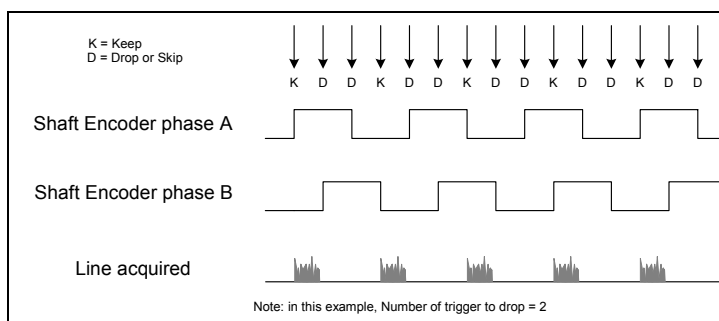 K = Keep
D = Drop or Skip
K D D K D D K D D K D D K D D
Shaft Encoder phase A
Shaft Encoder phase B
Line acquired
Note: in this example, Number of trigger to drop = 2